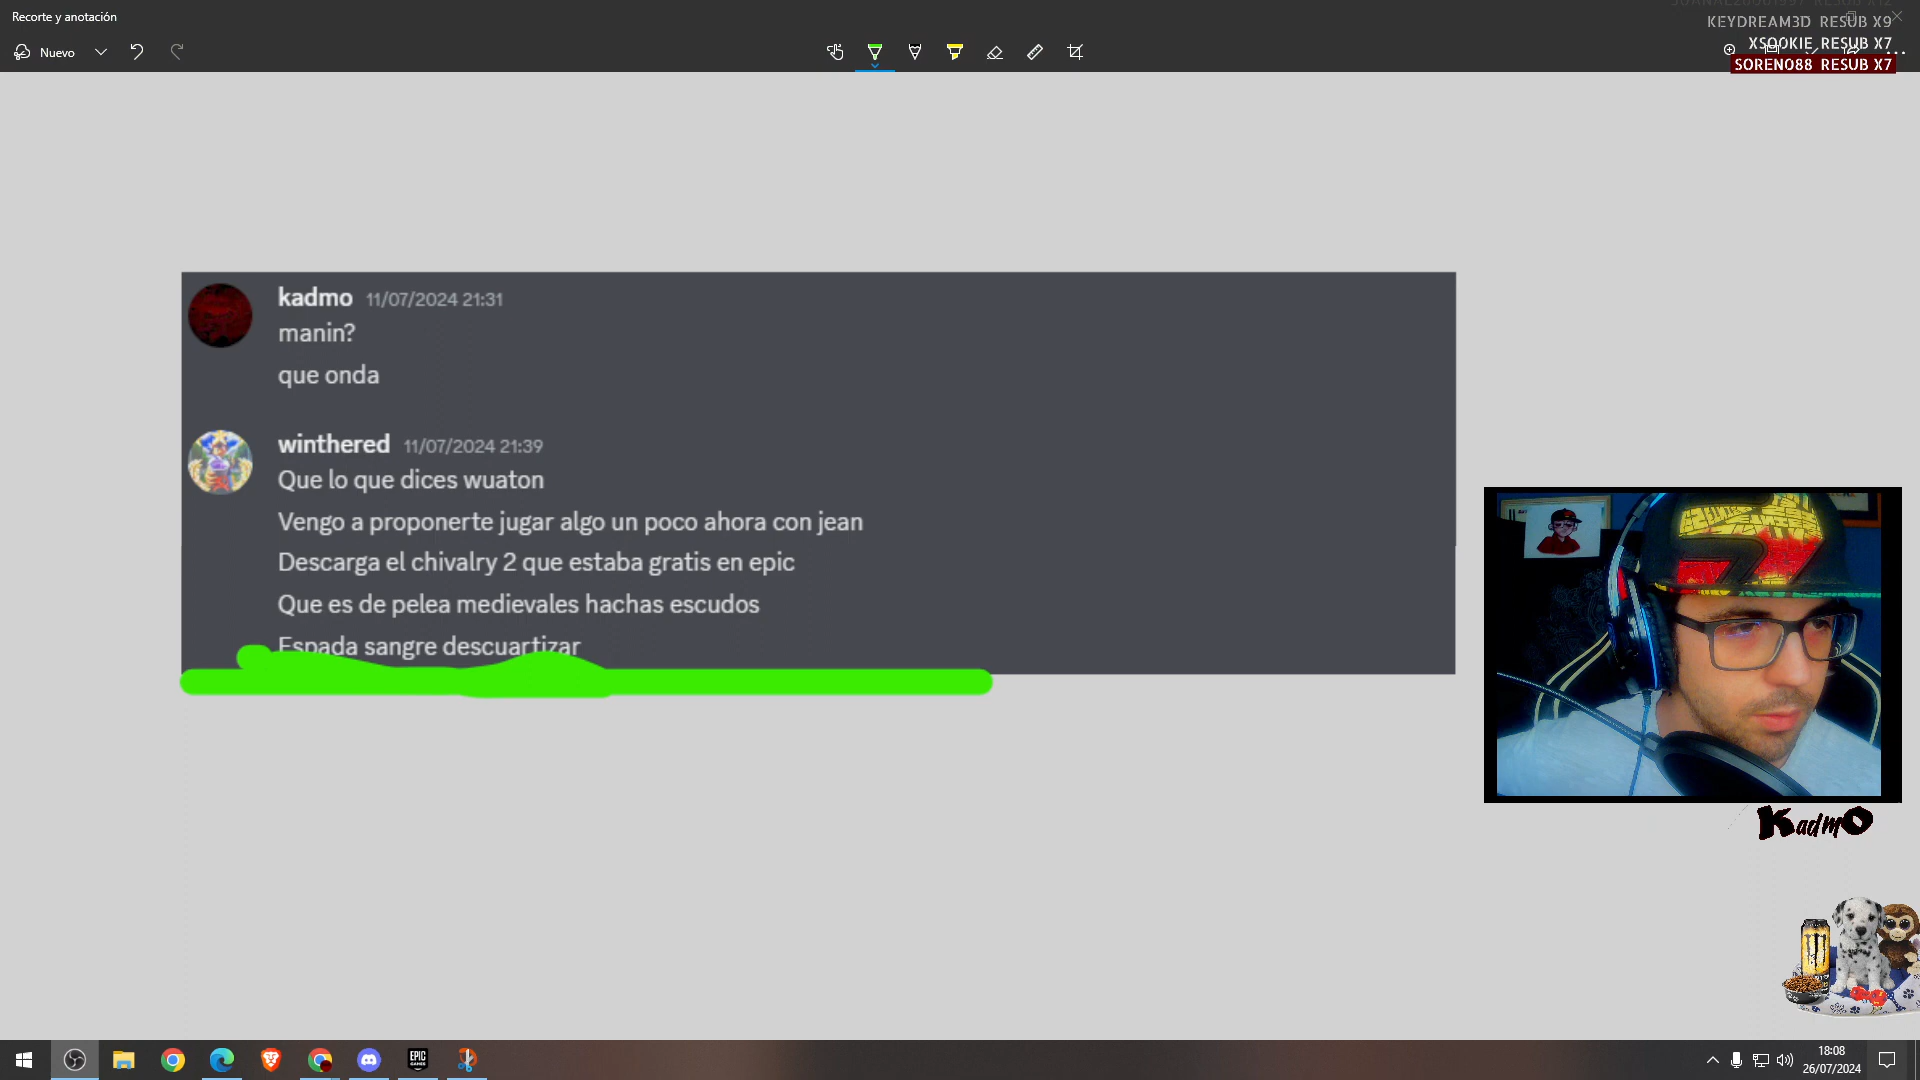 Recorte y anotación
KEYDREAM3D RESUB X9
Nuevo
XSOOKIE RESUB X7
SOREN088 RESUB X7
kadmo 11/07/2024 21:31
manin?
que onda
winthered 11/07/2024 21:39
Que lo que dices wuaton
Vengo a proponerte jugar algo un poco ahora con jean
Descarga el chivalry 2 que estaba gratis en epic
Que es de pelea medievales hachas escudos
Espada sangre descuartizar
KadmO
EPIC
GAMES
18:08
26/07/2024